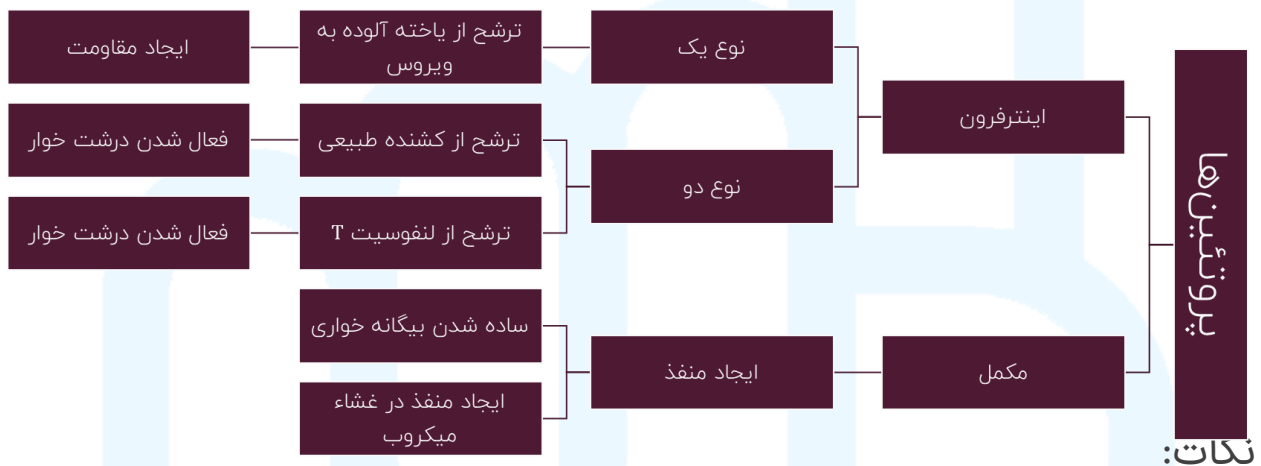 پروتئین‌ها
اینترفرون
نوع یک
ترشح از یاخته آلوده به
ویروس
ایجاد مقاومت
نوع دو
ترشح از کشنده طبیعی
فعال شدن درشت خوار
ترشح از لنفوسیت T
فعال شدن درشت خوار
مکمل
ایجاد منفذ
ساده شدن بیگانه خواری
ایجاد منفذ در غشاء
میکروب
نکات: